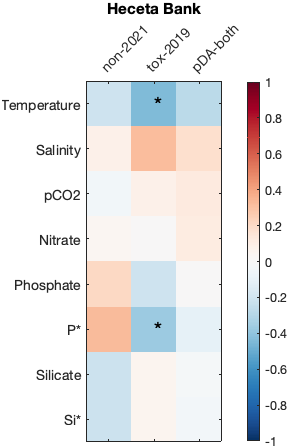 Heceta Bank
non-2021 tox-2019 pDA-both
Temperature *
Salinity
pCO2
Nitrate
Phosphate
P* *
Silicate
Si*
1
0.8
0.6
0.4
0.2
0
-0.2
-0.4
-0.6
-0.8
-1